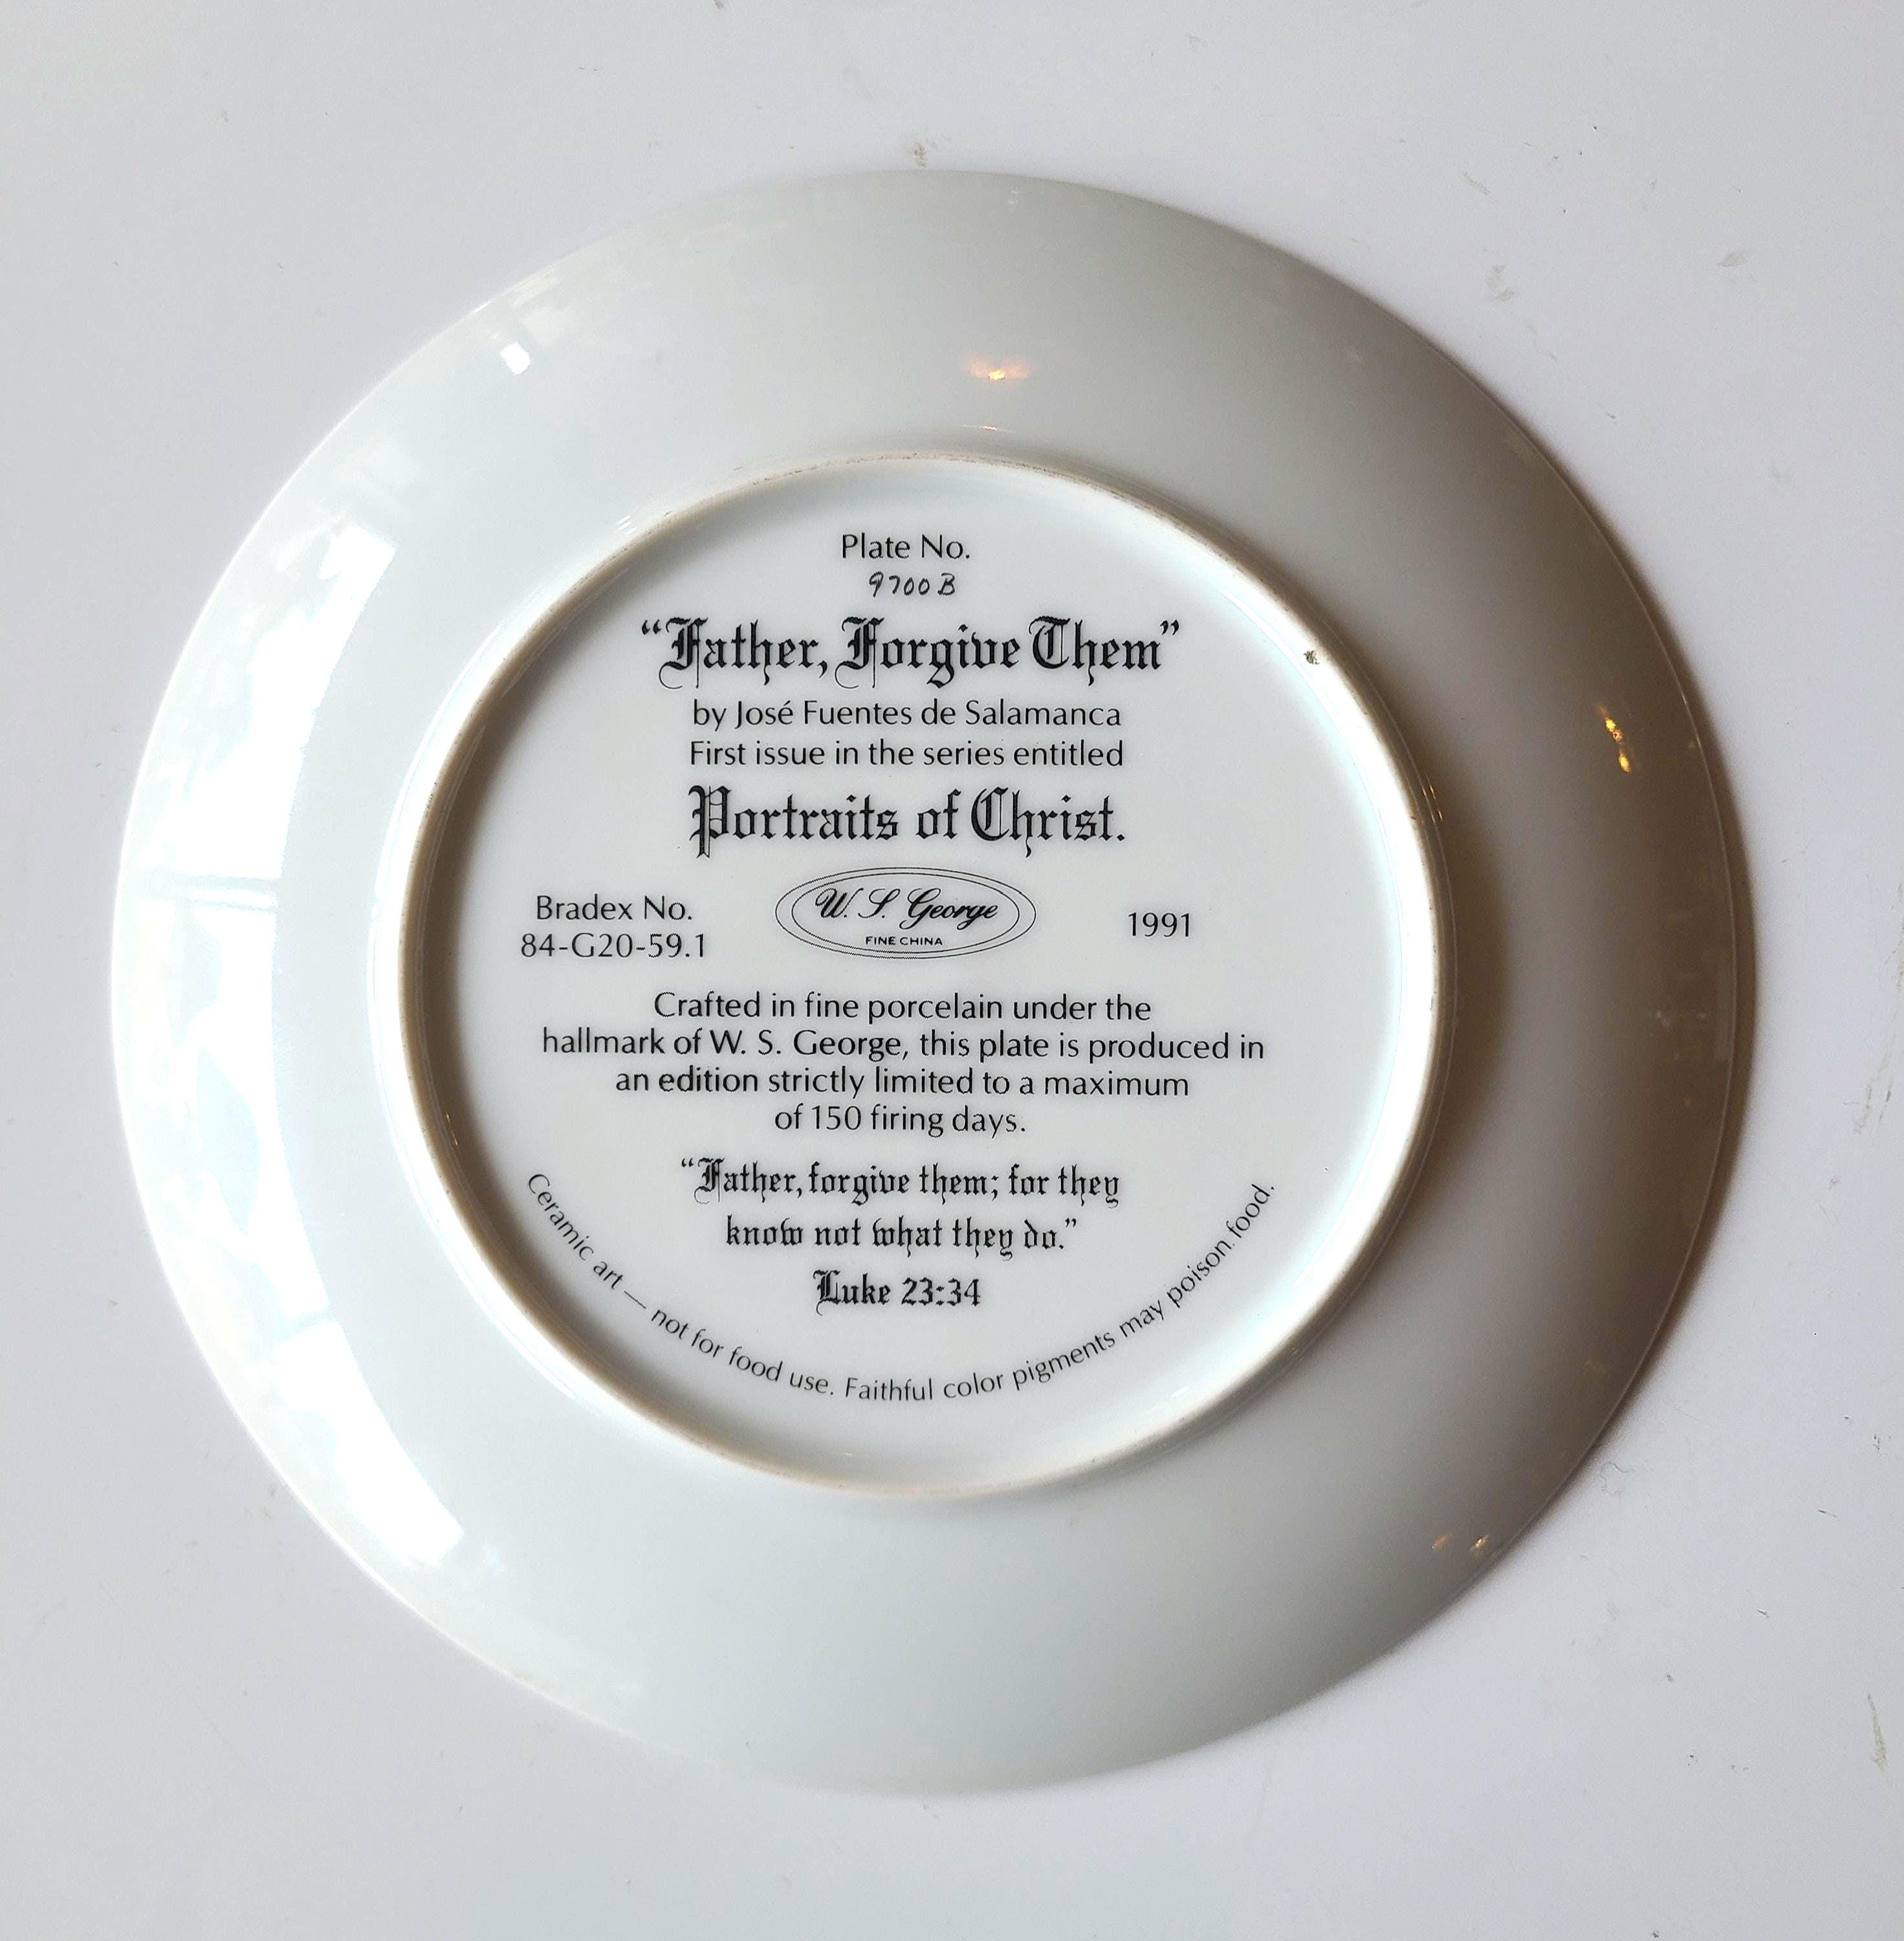 Plate No.
9700 B
“Father, Forgive Them”
by José Fuentes de Salamanca
First issue in the series entitled
Portraits of Christ.
Bradex No.
84-G20-59.1
W. S. George
FINE CHINA
1991
Crafted in fine porcelain under the
hallmark of W. S. George, this plate is produced in
an edition strictly limited to a maximum
of 150 firing days.
“Father, forgive them; for they
know not what they do.”
Luke 23:34
Ceramic art — not for food use. Faithful color pigments may poison food.